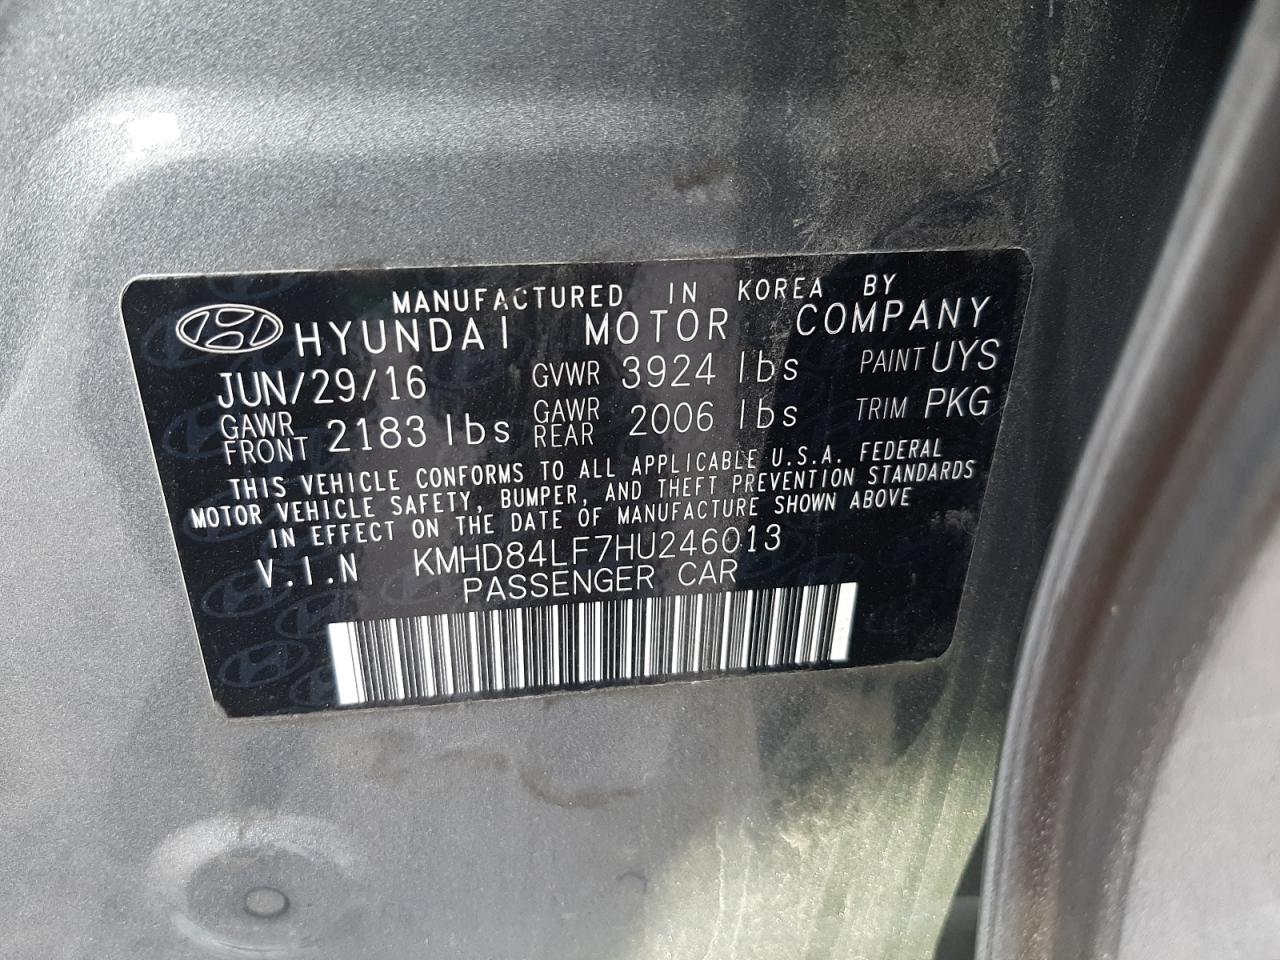 MANUFACTURED IN KOREA BY
HYUNDAI MOTOR COMPANY
JUN/29/16 GVWR 3924 lbs PAINT UYS
GAWR FRONT 2183 lbs GAWR REAR 2006 lbs TRIM PKG
THIS VEHICLE CONFORMS TO ALL APPLICABLE U.S.A. FEDERAL
MOTOR VEHICLE SAFETY, BUMPER, AND THEFT PREVENTION STANDARDS
IN EFFECT ON THE DATE OF MANUFACTURE SHOWN ABOVE
V.I.N KMHD84LF7HU246013
PASSENGER CAR